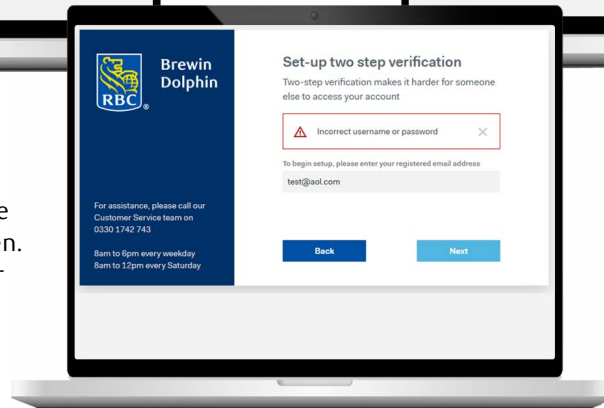 Brewin
Dolphin
RBC
®
Set-up two step verification
Two-step verification makes it harder for someone
else to access your account
Incorrect username or password
To begin setup, please enter your registered email address
test@aol.com
For assistance, please call our
Customer Service team on
0330 1742 743
8am to 6pm every weekday
8am to 12pm every Saturday
Back
Next